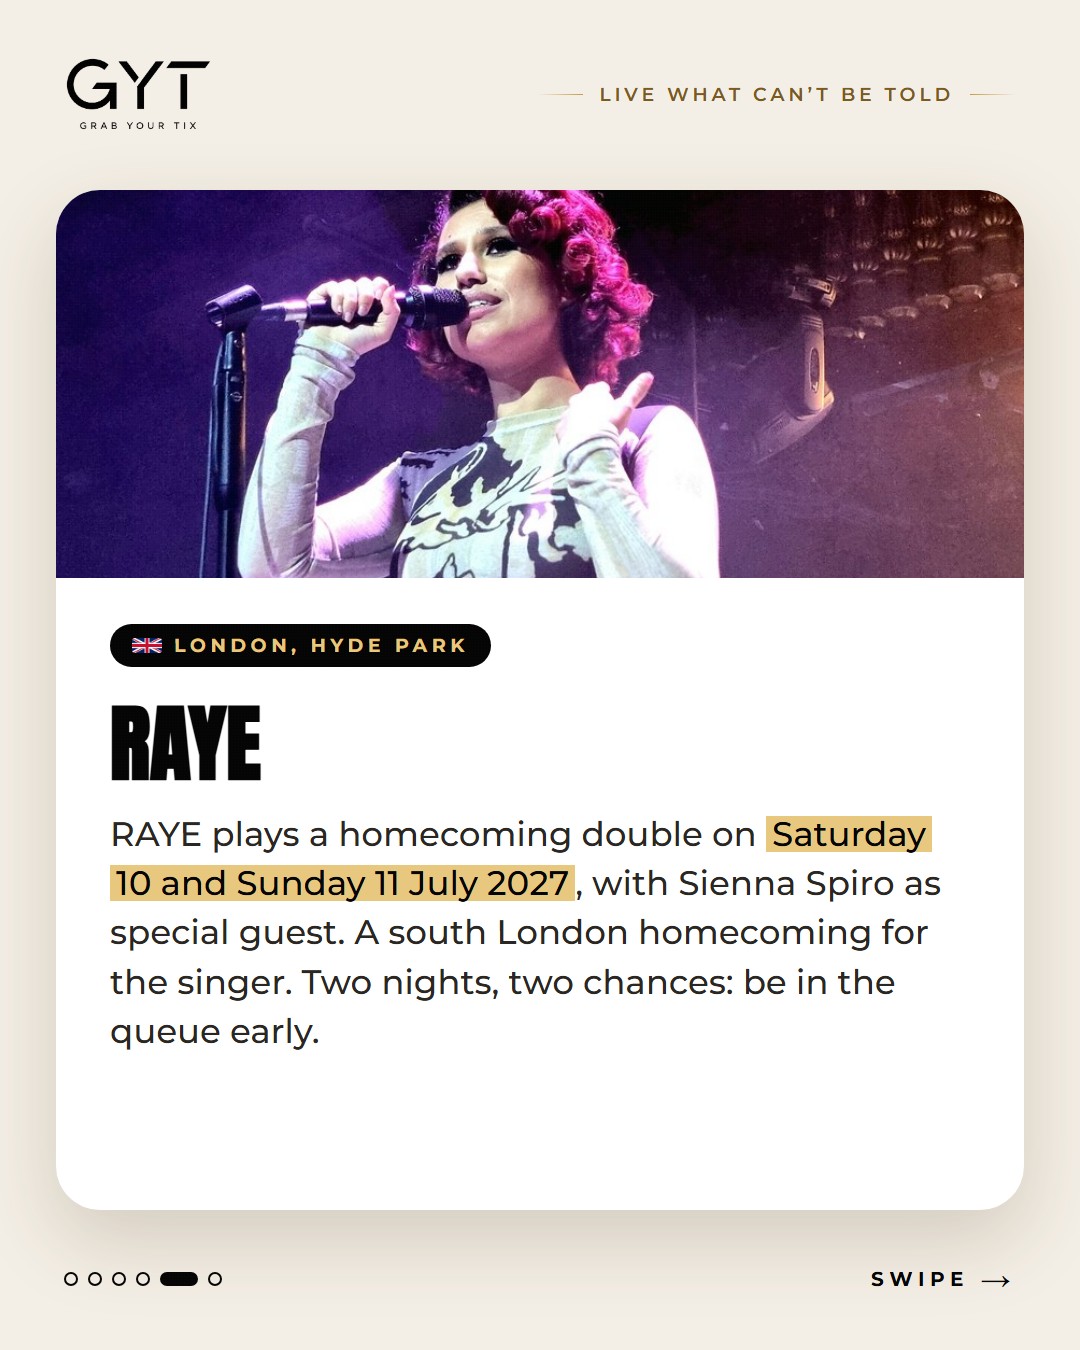 GYT
GRAB YOUR TIX
LIVE WHAT CAN’T BE TOLD
LONDON, HYDE PARK
RAYE
RAYE plays a homecoming double on Saturday
10 and Sunday 11 July 2027, with Sienna Spiro as
special guest. A south London homecoming for
the singer. Two nights, two chances: be in the
queue early.
SWIPE →